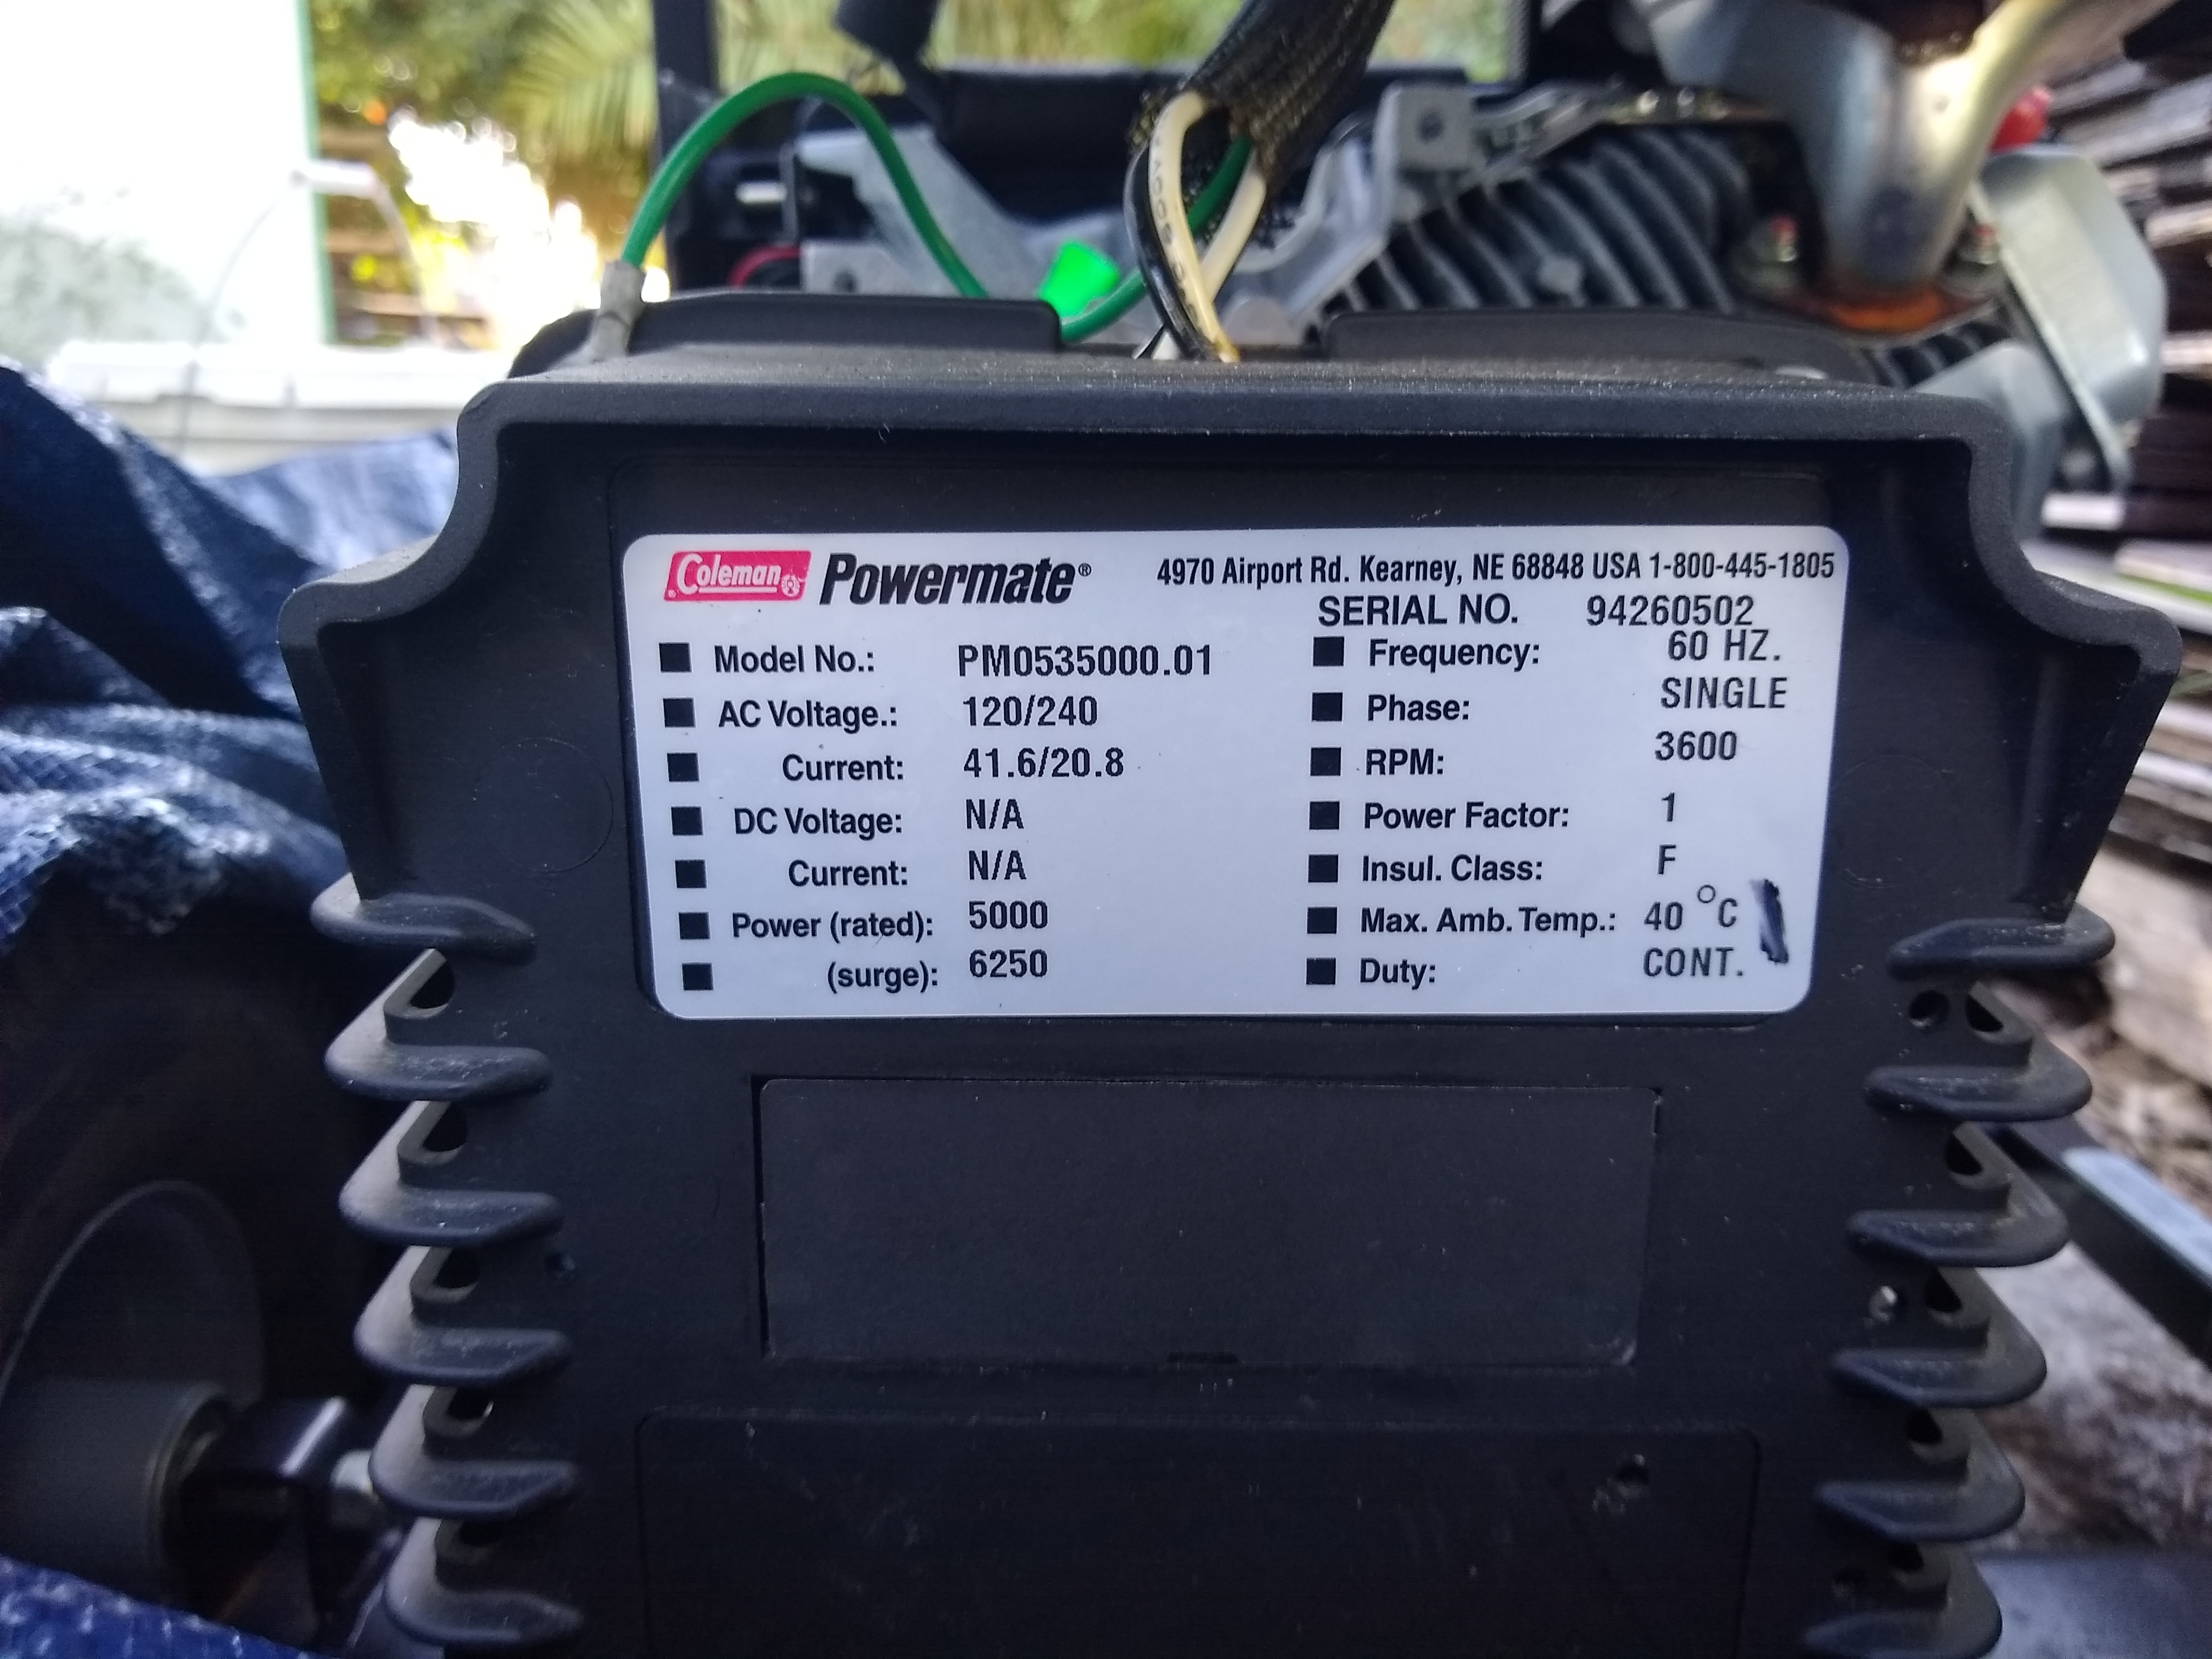 Coleman Powermate® 4970 Airport Rd. Kearney, NE 68848 USA 1-800-445-1805
SERIAL NO. 94260502
Model No.: PM0535000.01
AC Voltage.: 120/240
Current: 41.6/20.8
DC Voltage: N/A
Current: N/A
Power (rated): 5000
(surge): 6250
Frequency: 60 HZ.
Phase: SINGLE
RPM: 3600
Power Factor: 1
Insul. Class: F
Max. Amb. Temp.: 40 °C
Duty: CONT.